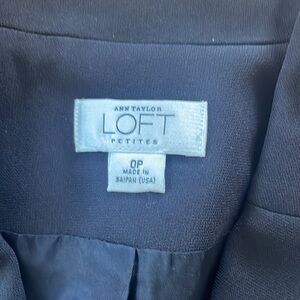 ANN TAYLOR
LOFT
PETITES
0P
MADE IN
SAIPAN (USA)